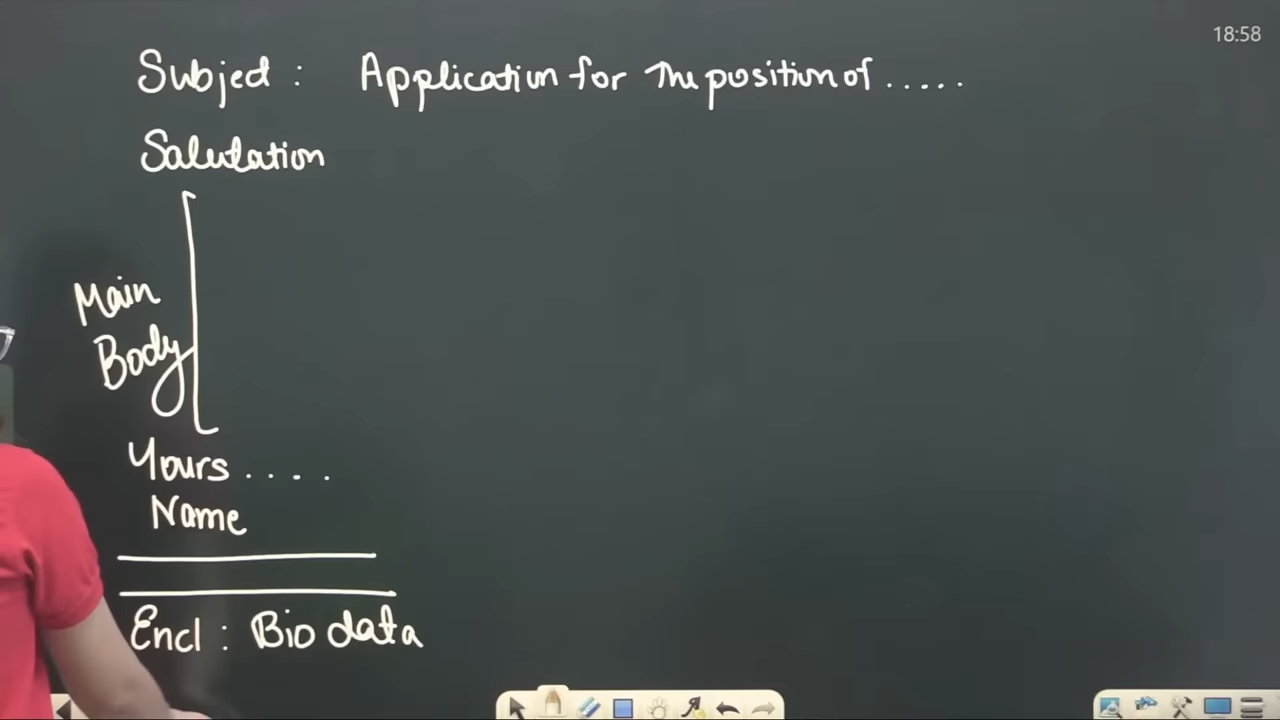 18:58
Subject : Application for The position of .....
Salutation
Main
Body
Yours ....
Name
Encl : Bio data